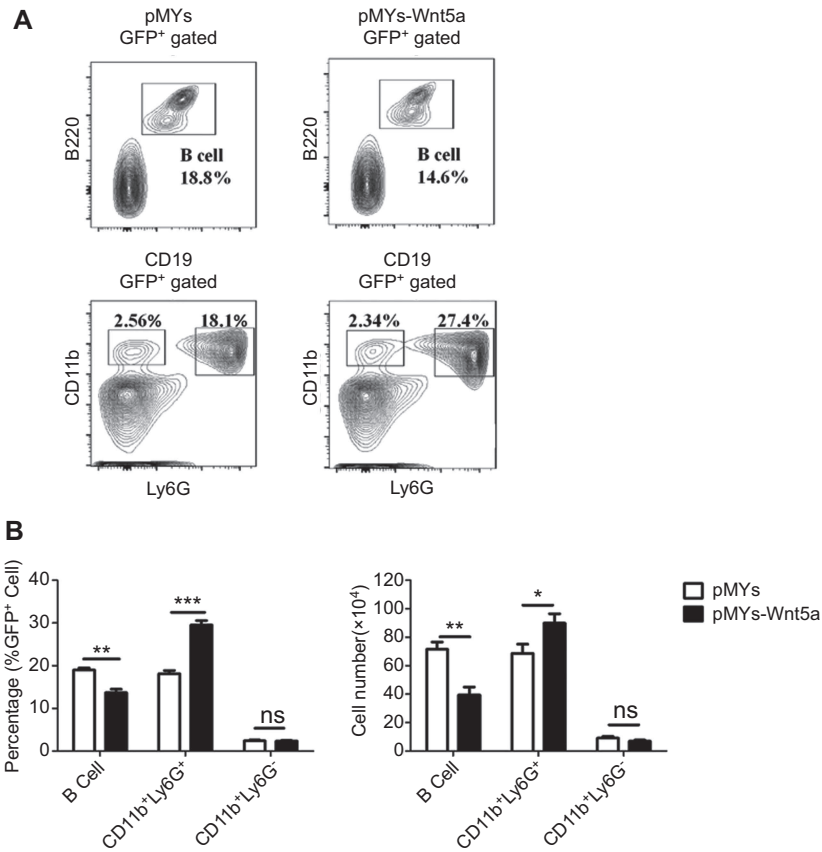 A
pMYs
GFP⁺ gated
pMYs-Wnt5a
GFP⁺ gated
B220
B cell
18.8%
B220
B cell
14.6%
CD19
GFP⁺ gated
CD19
GFP⁺ gated
CD11b
2.56%
18.1%
CD11b
2.34%
27.4%
Ly6G
Ly6G
B
Percentage (%GFP⁺ Cell)
40
30
20
10
0
**
***
ns
B Cell
CD11b⁺Ly6G⁺
CD11b⁺Ly6G⁻
Cell number(×10⁴)
120
100
80
60
40
20
0
**
*
ns
B Cell
CD11b⁺Ly6G⁺
CD11b⁺Ly6G⁻
pMYs
pMYs-Wnt5a